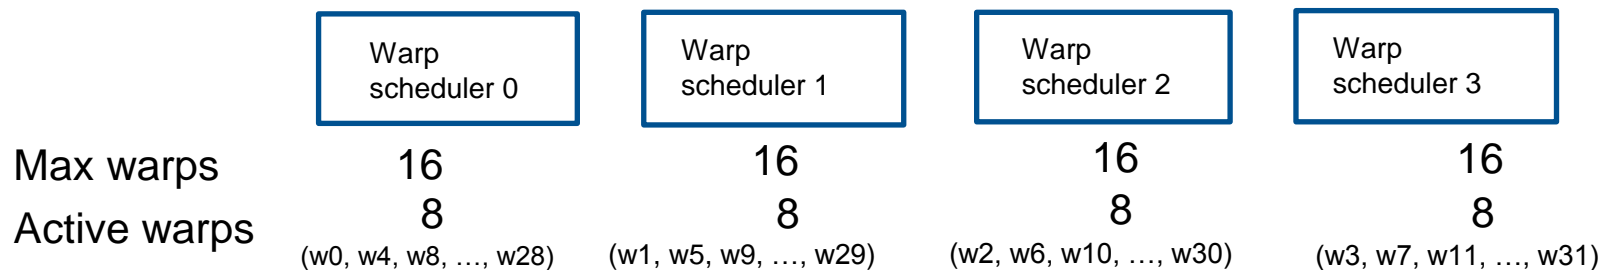 Warp
scheduler 0
Warp
scheduler 1
Warp
scheduler 2
Warp
scheduler 3
Max warps 16 16 16 16
Active warps 8 8 8 8
(w0, w4, w8, …, w28) (w1, w5, w9, …, w29) (w2, w6, w10, …, w30) (w3, w7, w11, …, w31)